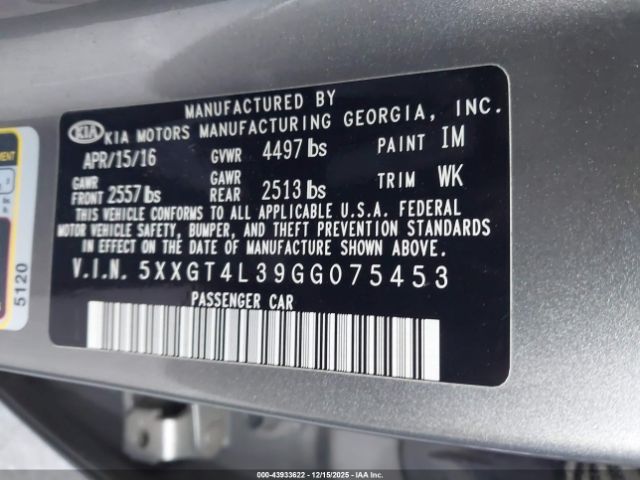 MANUFACTURED BY
KIA KIA MOTORS MANUFACTURING GEORGIA, INC.
APR/15/16 GVWR 4497 lbs PAINT IM
GAWR FRONT 2557 lbs GAWR REAR 2513 lbs TRIM WK
THIS VEHICLE CONFORMS TO ALL APPLICABLE U.S.A. FEDERAL
MOTOR VEHICLE SAFETY, BUMPER, AND THEFT PREVENTION STANDARDS
IN EFFECT ON THE DATE OF MANUFACTURE SHOWN ABOVE.
V.I.N. 5XXGT4L39GG075453
PASSENGER CAR
5120
000-43933622 - 12/15/2025 - IAA Inc.